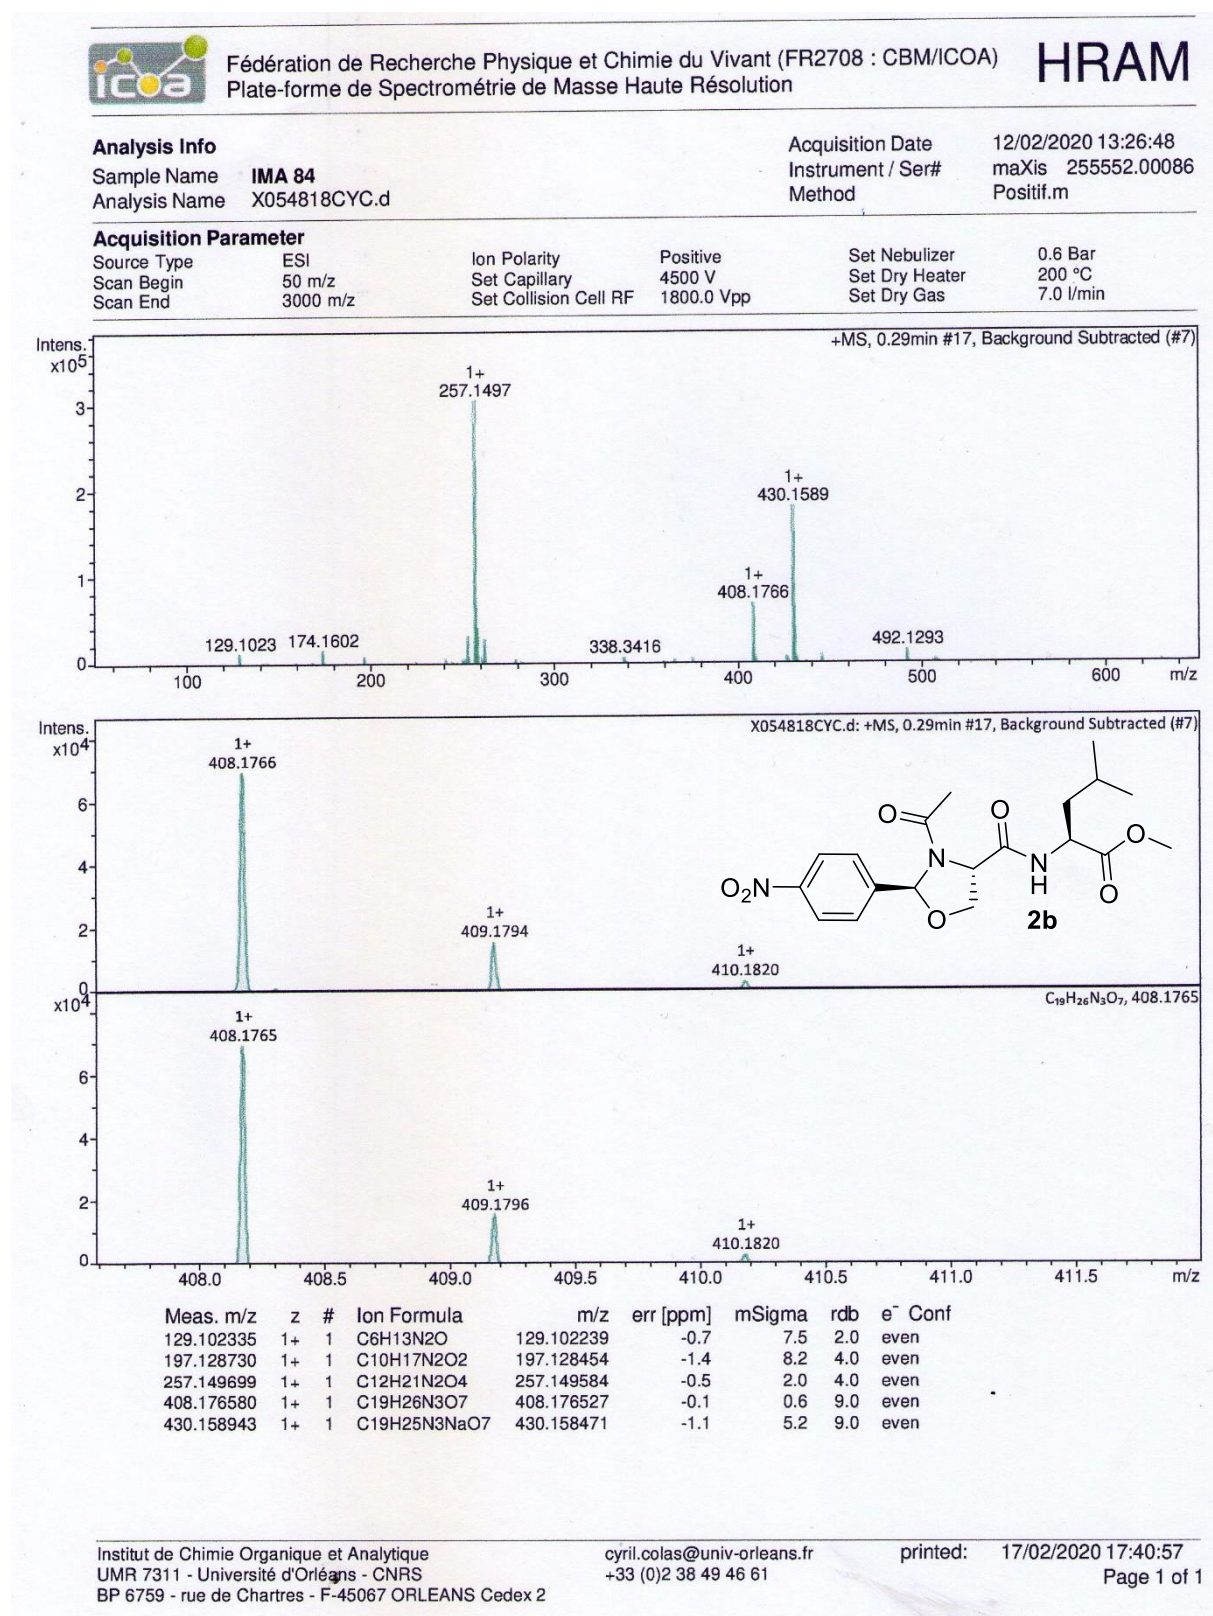 icoa
Fédération de Recherche Physique et Chimie du Vivant (FR2708 : CBM/ICOA)
Plate-forme de Spectrométrie de Masse Haute Résolution
HRAM
Analysis Info
Sample Name IMA 84
Analysis Name X054818CYC.d
Acquisition Date 12/02/2020 13:26:48
Instrument / Ser# maXis 255552.00086
Method Positif.m
Acquisition Parameter
Source Type ESI Ion Polarity Positive Set Nebulizer 0.6 Bar
Scan Begin 50 m/z Set Capillary 4500 V Set Dry Heater 200 °C
Scan End 3000 m/z Set Collision Cell RF 1800.0 Vpp Set Dry Gas 7.0 l/min
Intens.
x10⁵
+MS, 0.29min #17, Background Subtracted (#7)
1+
257.1497
3
1+
430.1589
2
1+
408.1766
1
129.1023 174.1602 338.3416 492.1293
0
100 200 300 400 500 600 m/z
Intens.
x10⁴
X054818CYC.d: +MS, 0.29min #17, Background Subtracted (#7)
1+
408.1766
6
4
O O
N N O
H O
O₂N O
2b
2
1+
409.1794
1+
410.1820
0
x10⁴
C₁₉H₂₆N₃O₇, 408.1765
1+
408.1765
6
4
2
1+
409.1796
1+
410.1820
0
408.0 408.5 409.0 409.5 410.0 410.5 411.0 411.5 m/z
Meas. m/z z # Ion Formula m/z err [ppm] mSigma rdb e⁻ Conf
129.102335 1+ 1 C6H13N2O 129.102239 -0.7 7.5 2.0 even
197.128730 1+ 1 C10H17N2O2 197.128454 -1.4 8.2 4.0 even
257.149699 1+ 1 C12H21N2O4 257.149584 -0.5 2.0 4.0 even
408.176580 1+ 1 C19H26N3O7 408.176527 -0.1 0.6 9.0 even
430.158943 1+ 1 C19H25N3NaO7 430.158471 -1.1 5.2 9.0 even
Institut de Chimie Organique et Analytique
UMR 7311 - Université d'Orléans - CNRS
BP 6759 - rue de Chartres - F-45067 ORLEANS Cedex 2
cyril.colas@univ-orleans.fr
+33 (0)2 38 49 46 61
printed: 17/02/2020 17:40:57
Page 1 of 1